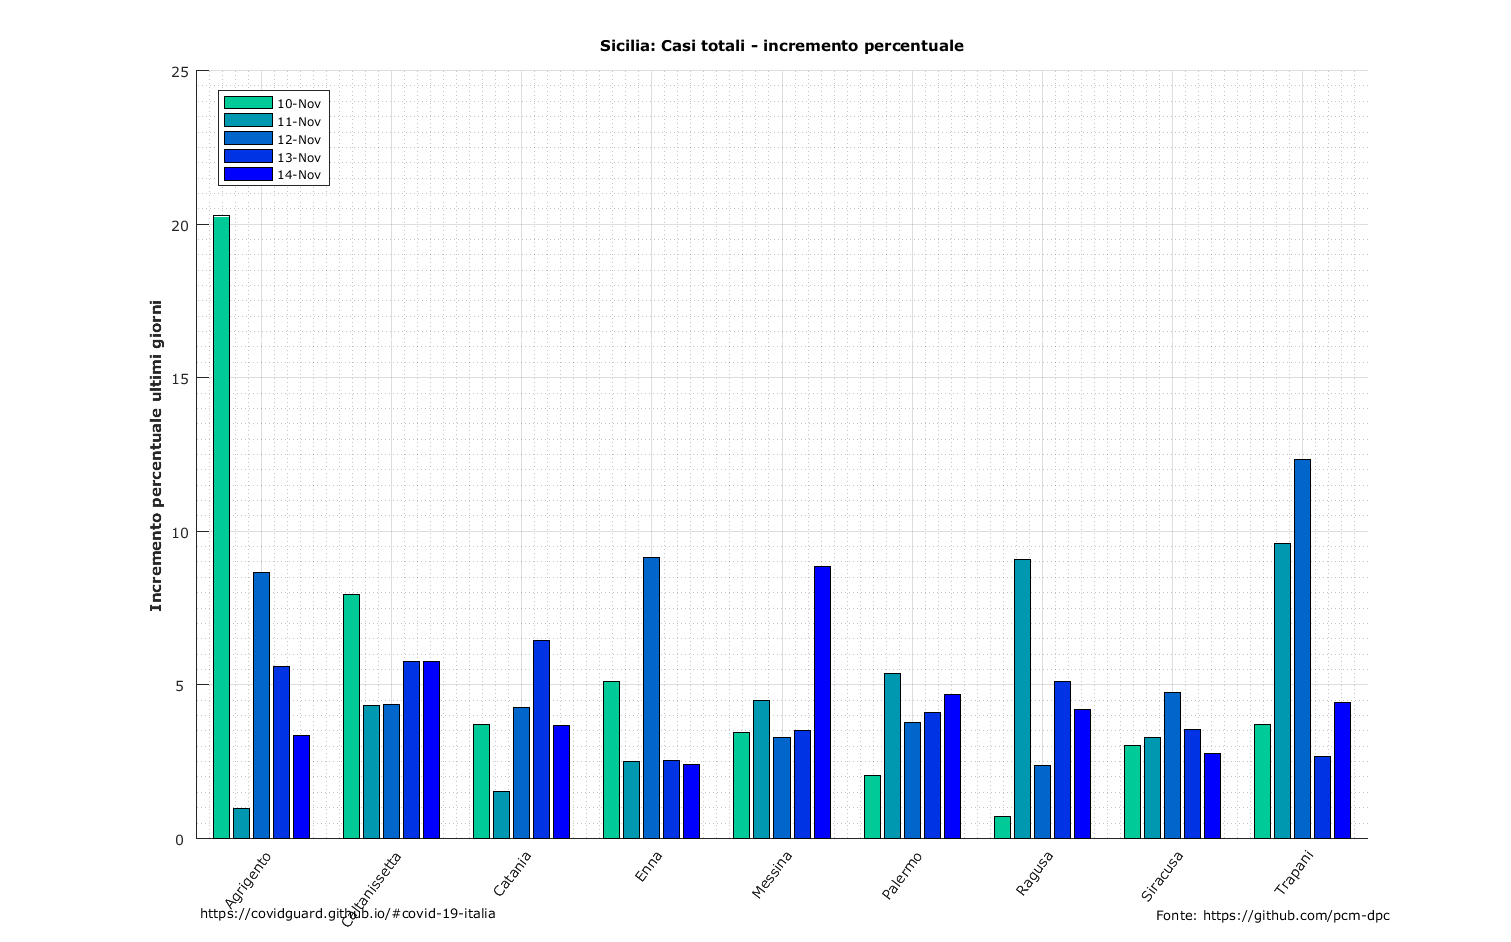 Sicilia: Casi totali - incremento percentuale
25
20
15
10
5
0
Incremento percentuale ultimi giorni
10-Nov
11-Nov
12-Nov
13-Nov
14-Nov
Agrigento
Caltanissetta
Catania
Enna
Messina
Palermo
Ragusa
Siracusa
Trapani
https://covidguard.github.io/#covid-19-italia
Fonte: https://github.com/pcm-dpc